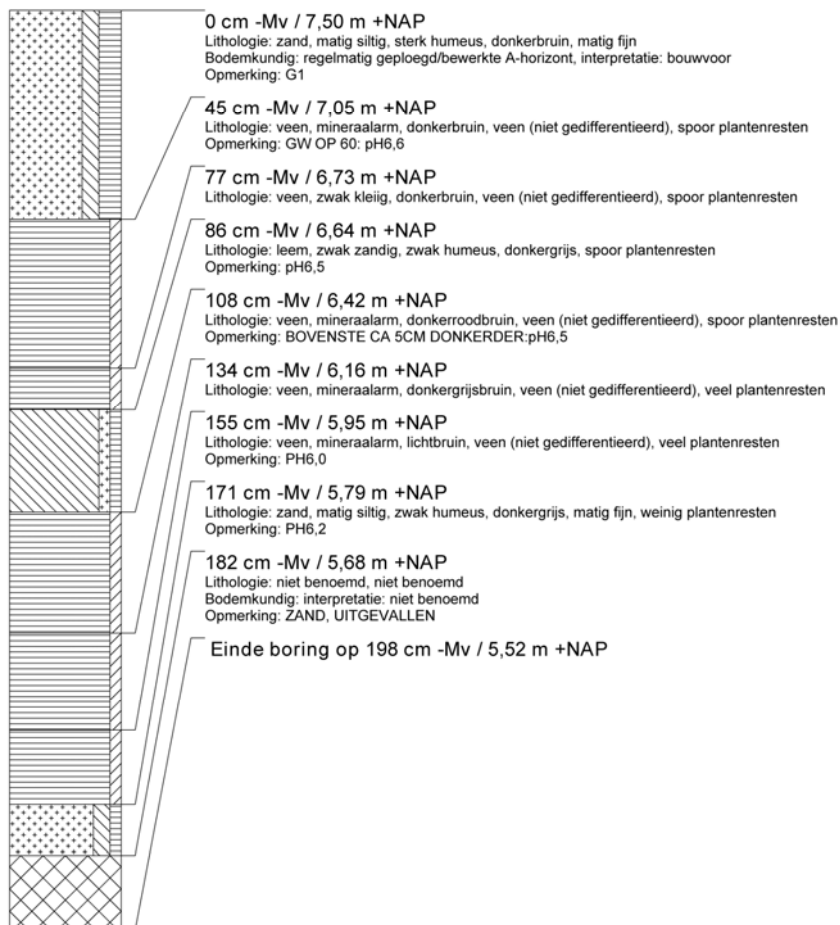 0 cm -Mv / 7,50 m +NAP
Lithologie: zand, matig siltig, sterk humeus, donkerbruin, matig fijn
Bodemkundig: regelmatig geploegd/bewerkte A-horizont, interpretatie: bouwvoor
Opmerking: G1
45 cm -Mv / 7,05 m +NAP
Lithologie: veen, mineraalarm, donkerbruin, veen (niet gedifferentieerd), spoor plantenresten
Opmerking: GW OP 60: pH6,6
77 cm -Mv / 6,73 m +NAP
Lithologie: veen, zwak kleiig, donkerbruin, veen (niet gedifferentieerd), spoor plantenresten
86 cm -Mv / 6,64 m +NAP
Lithologie: leem, zwak zandig, zwak humeus, donkergrijs, spoor plantenresten
Opmerking: pH6,5
108 cm -Mv / 6,42 m +NAP
Lithologie: veen, mineraalarm, donkerroodbruin, veen (niet gedifferentieerd), spoor plantenresten
Opmerking: BOVENSTE CA 5CM DONKERDER:pH6,5
134 cm -Mv / 6,16 m +NAP
Lithologie: veen, mineraalarm, donkergrijsbruin, veen (niet gedifferentieerd), veel plantenresten
155 cm -Mv / 5,95 m +NAP
Lithologie: veen, mineraalarm, lichtbruin, veen (niet gedifferentieerd), veel plantenresten
Opmerking: PH6,0
171 cm -Mv / 5,79 m +NAP
Lithologie: zand, matig siltig, zwak humeus, donkergrijs, matig fijn, weinig plantenresten
Opmerking: PH6,2
182 cm -Mv / 5,68 m +NAP
Lithologie: niet benoemd, niet benoemd
Bodemkundig: interpretatie: niet benoemd
Opmerking: ZAND, UITGEVALLEN
Einde boring op 198 cm -Mv / 5,52 m +NAP